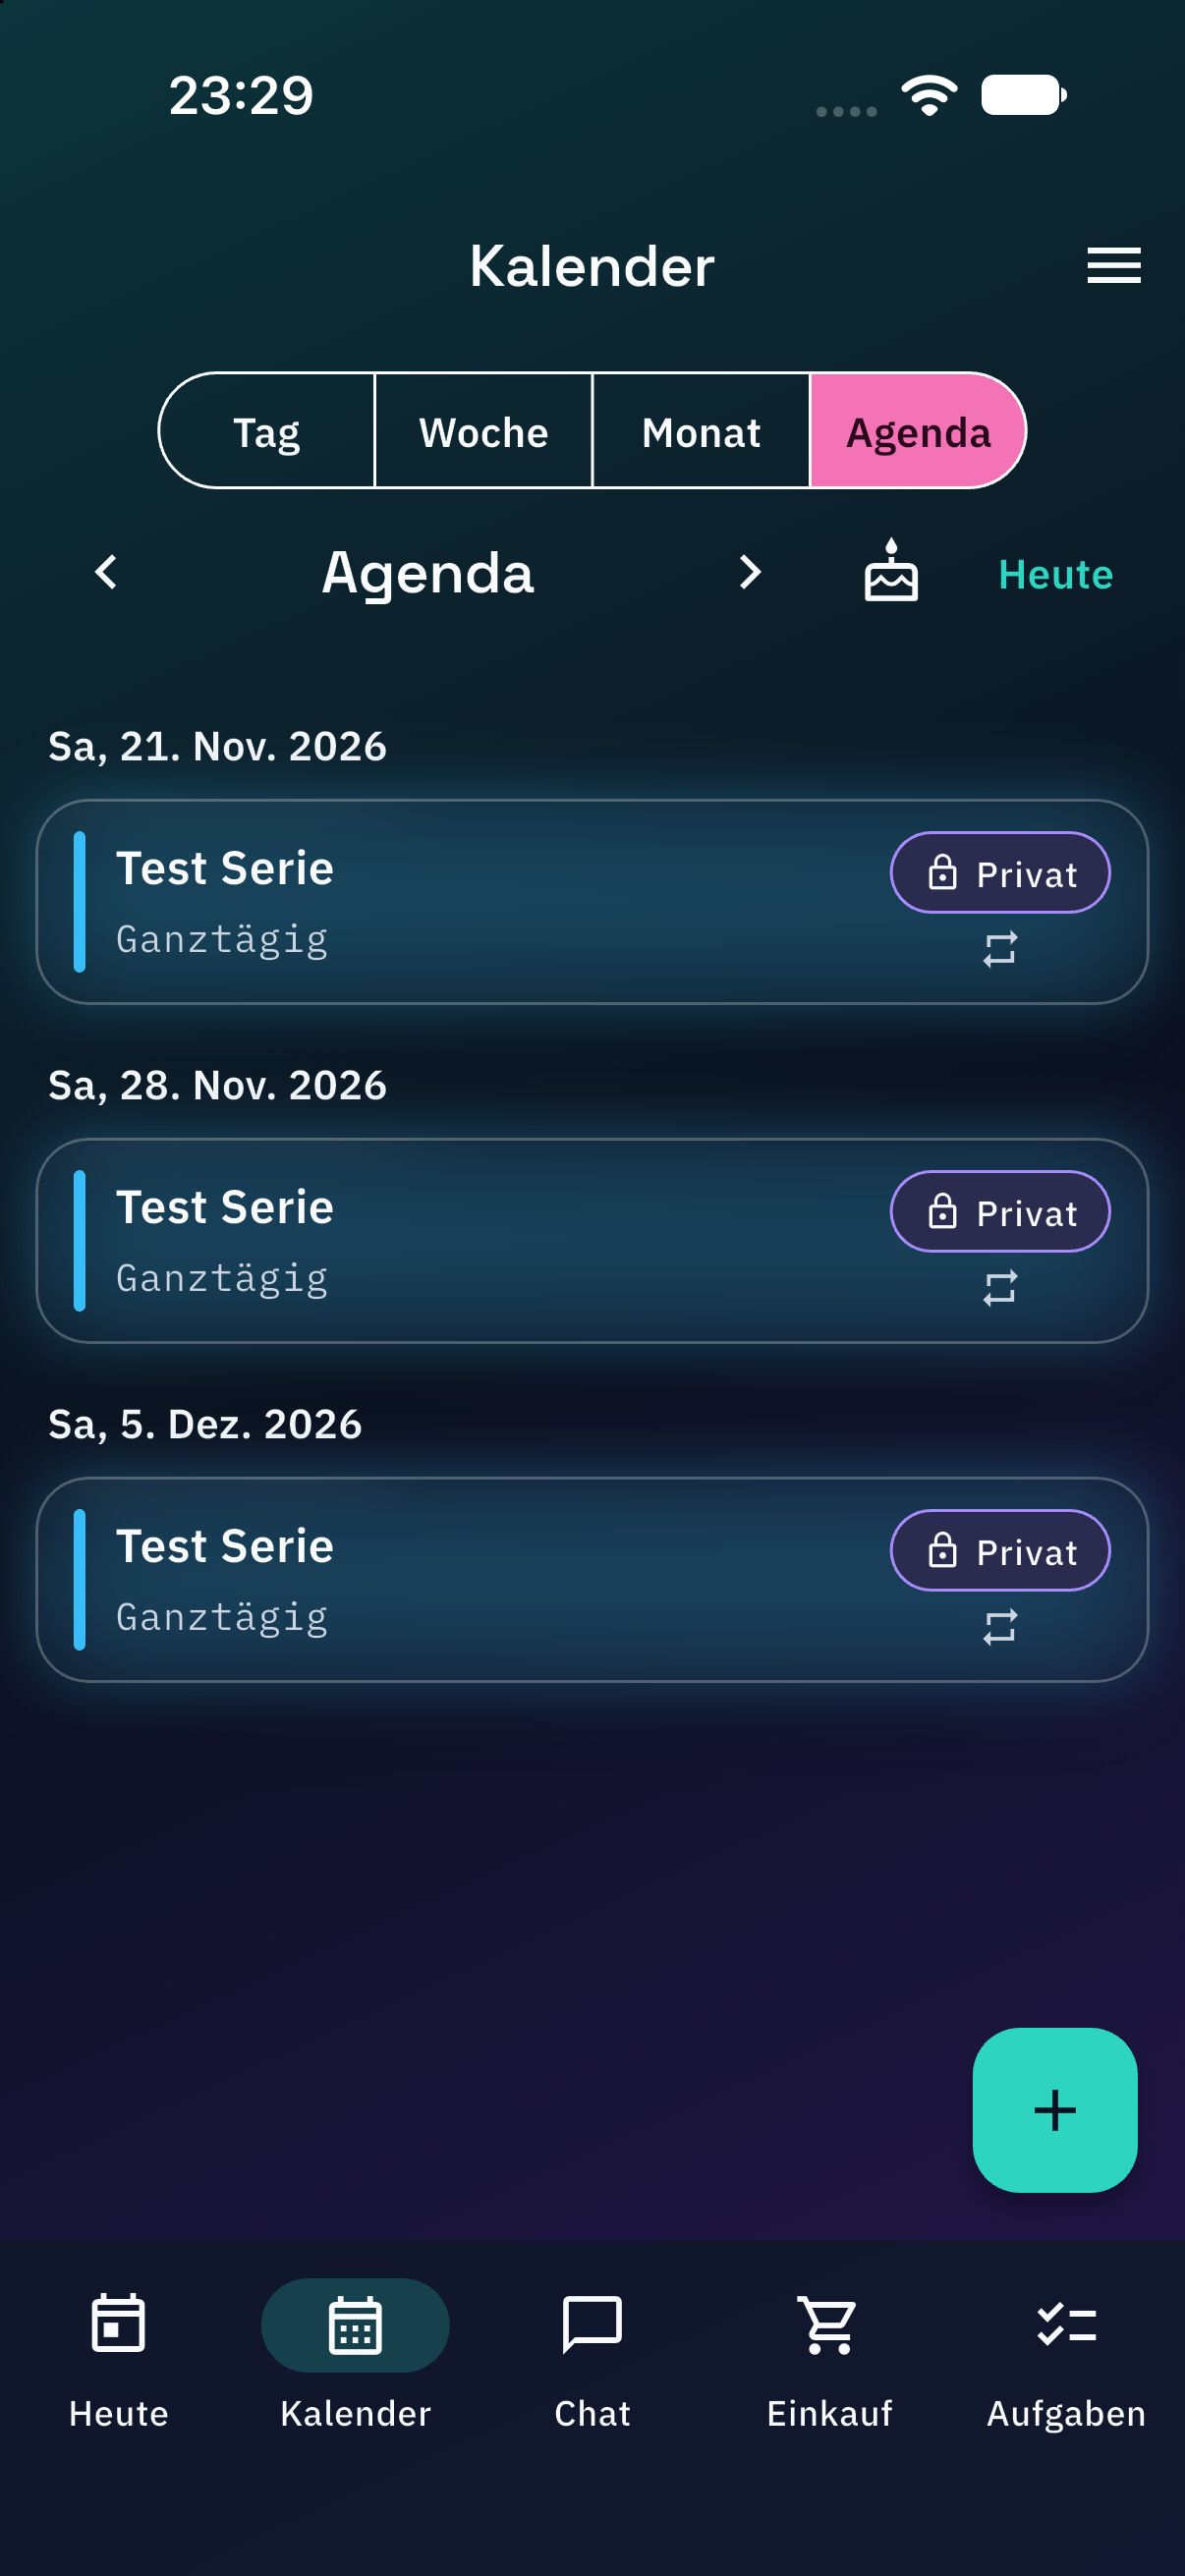 23:29
Kalender
Tag Woche Monat Agenda
Agenda Heute
Sa, 21. Nov. 2026
Test Serie Privat
Ganztägig
Sa, 28. Nov. 2026
Test Serie Privat
Ganztägig
Sa, 5. Dez. 2026
Test Serie Privat
Ganztägig
Heute Kalender Chat Einkauf Aufgaben